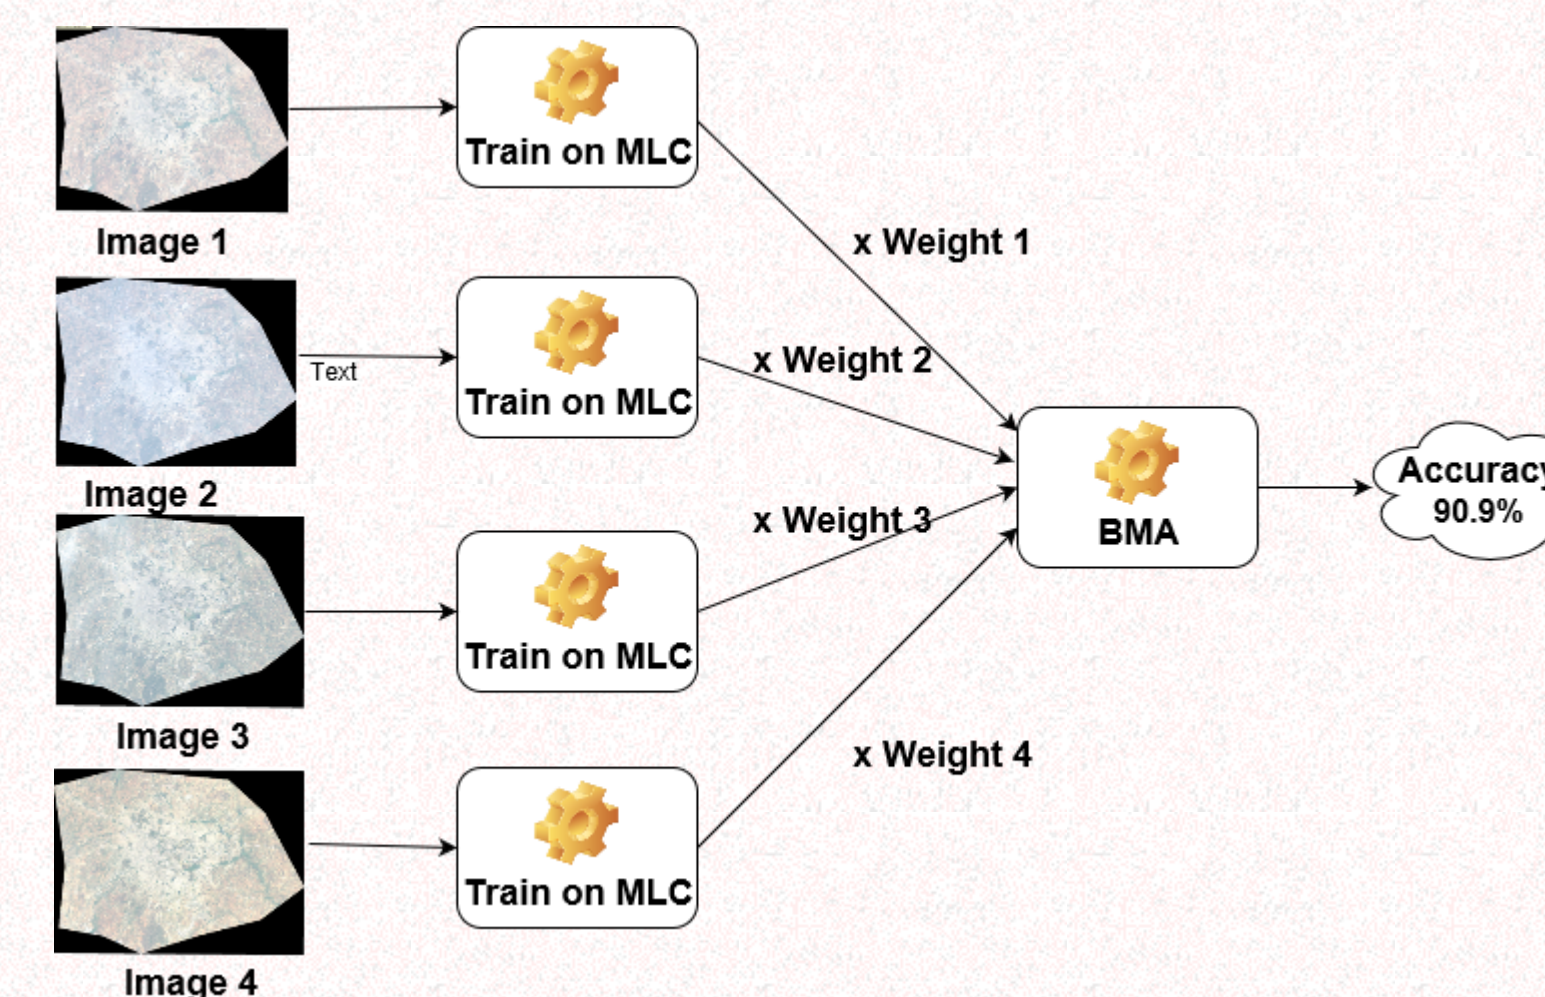 Train on MLC
Image 1
x Weight 1
Text
x Weight 2
Train on MLC
Image 2
Accuracy
90.9%
x Weight 3
BMA
Train on MLC
Image 3
x Weight 4
Train on MLC
Image 4